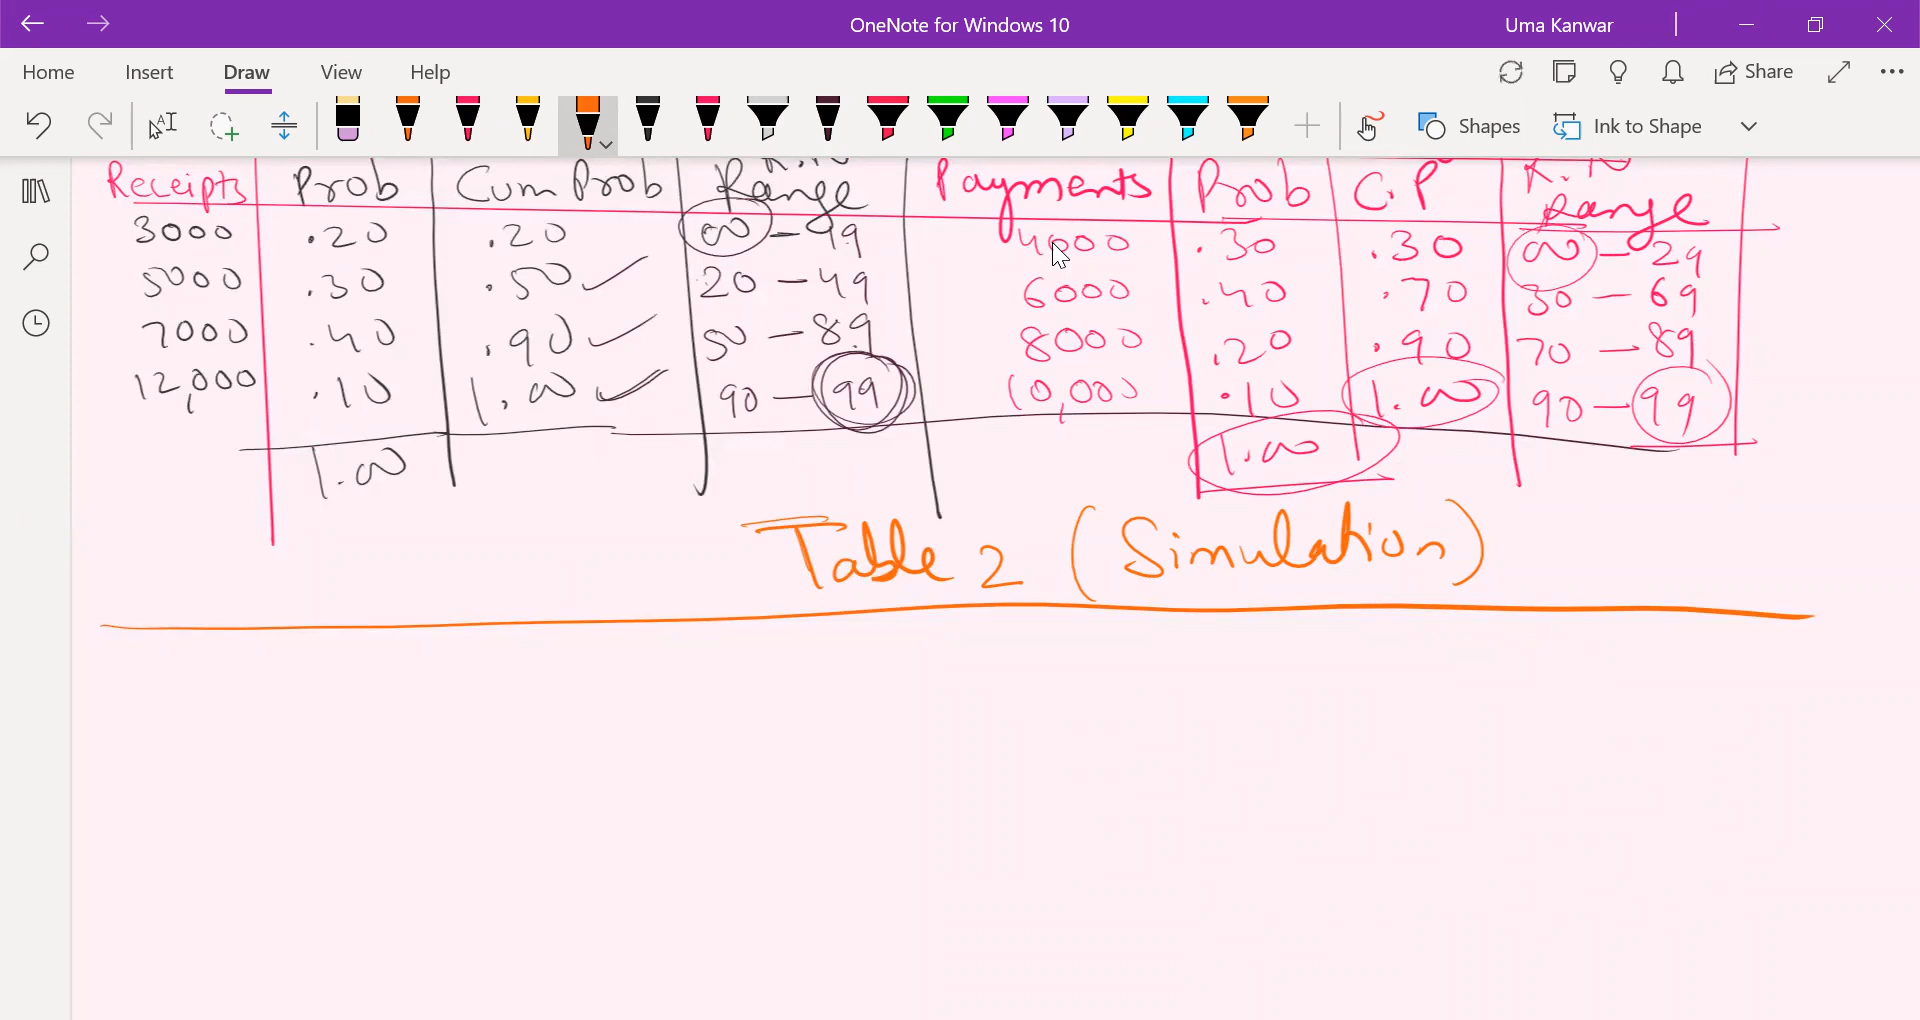 OneNote for Windows 10
Uma Kanwar
Home Insert Draw View Help
Share
Shapes Ink to Shape
Receipts Prob Cum Prob R.N Range Payments Prob C.P R.N Range
3000 .20 .20 00 - 19 4000 .30 .30 00 - 29
5000 .30 .50 20 - 49 6000 .40 .70 30 - 69
7000 .40 .90 50 - 89 8000 .20 .90 70 - 89
12,000 .10 1.00 90 - 99 10,000 .10 1.00 90 - 99
1.00 1.00
Table 2 (Simulation)